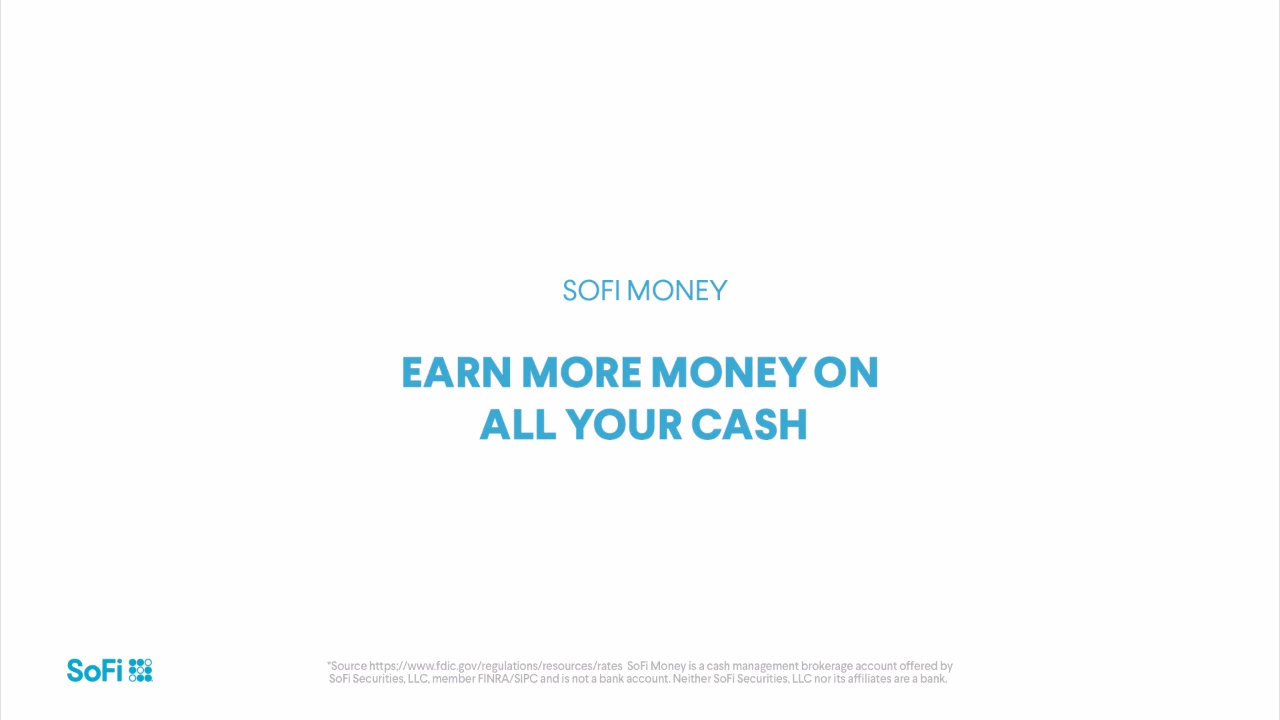 SOFI MONEY
EARN MORE MONEY ON
ALL YOUR CASH
SoFi
*Source https;//www.fdic.gov/regulations/resources/rates SoFi Money is a cash management brokerage account offered by
SoFi Securities, LLC, member FINRA/SIPC and is not a bank account. Neither SoFi Securities, LLC nor its affiliates are a bank.